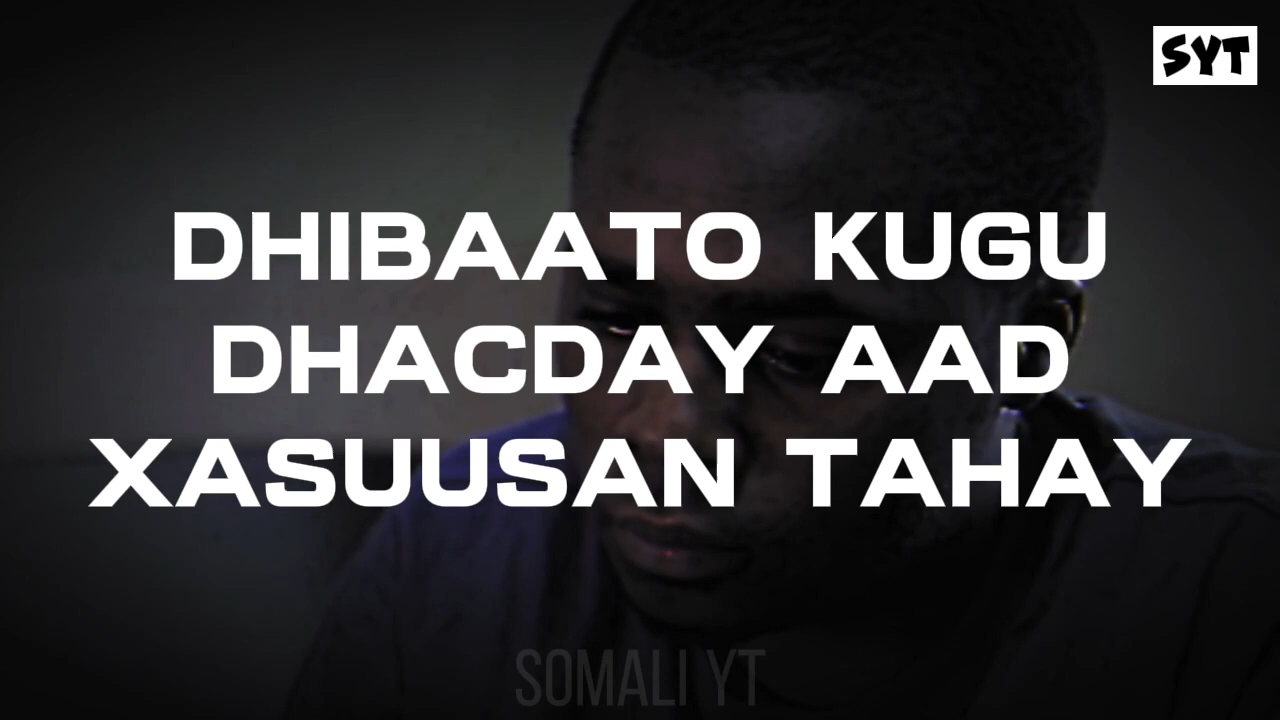 SYT
DHIBAATO KUGU
DHACDAY AAD
XASUUSAN TAHAY
SOMALI YT